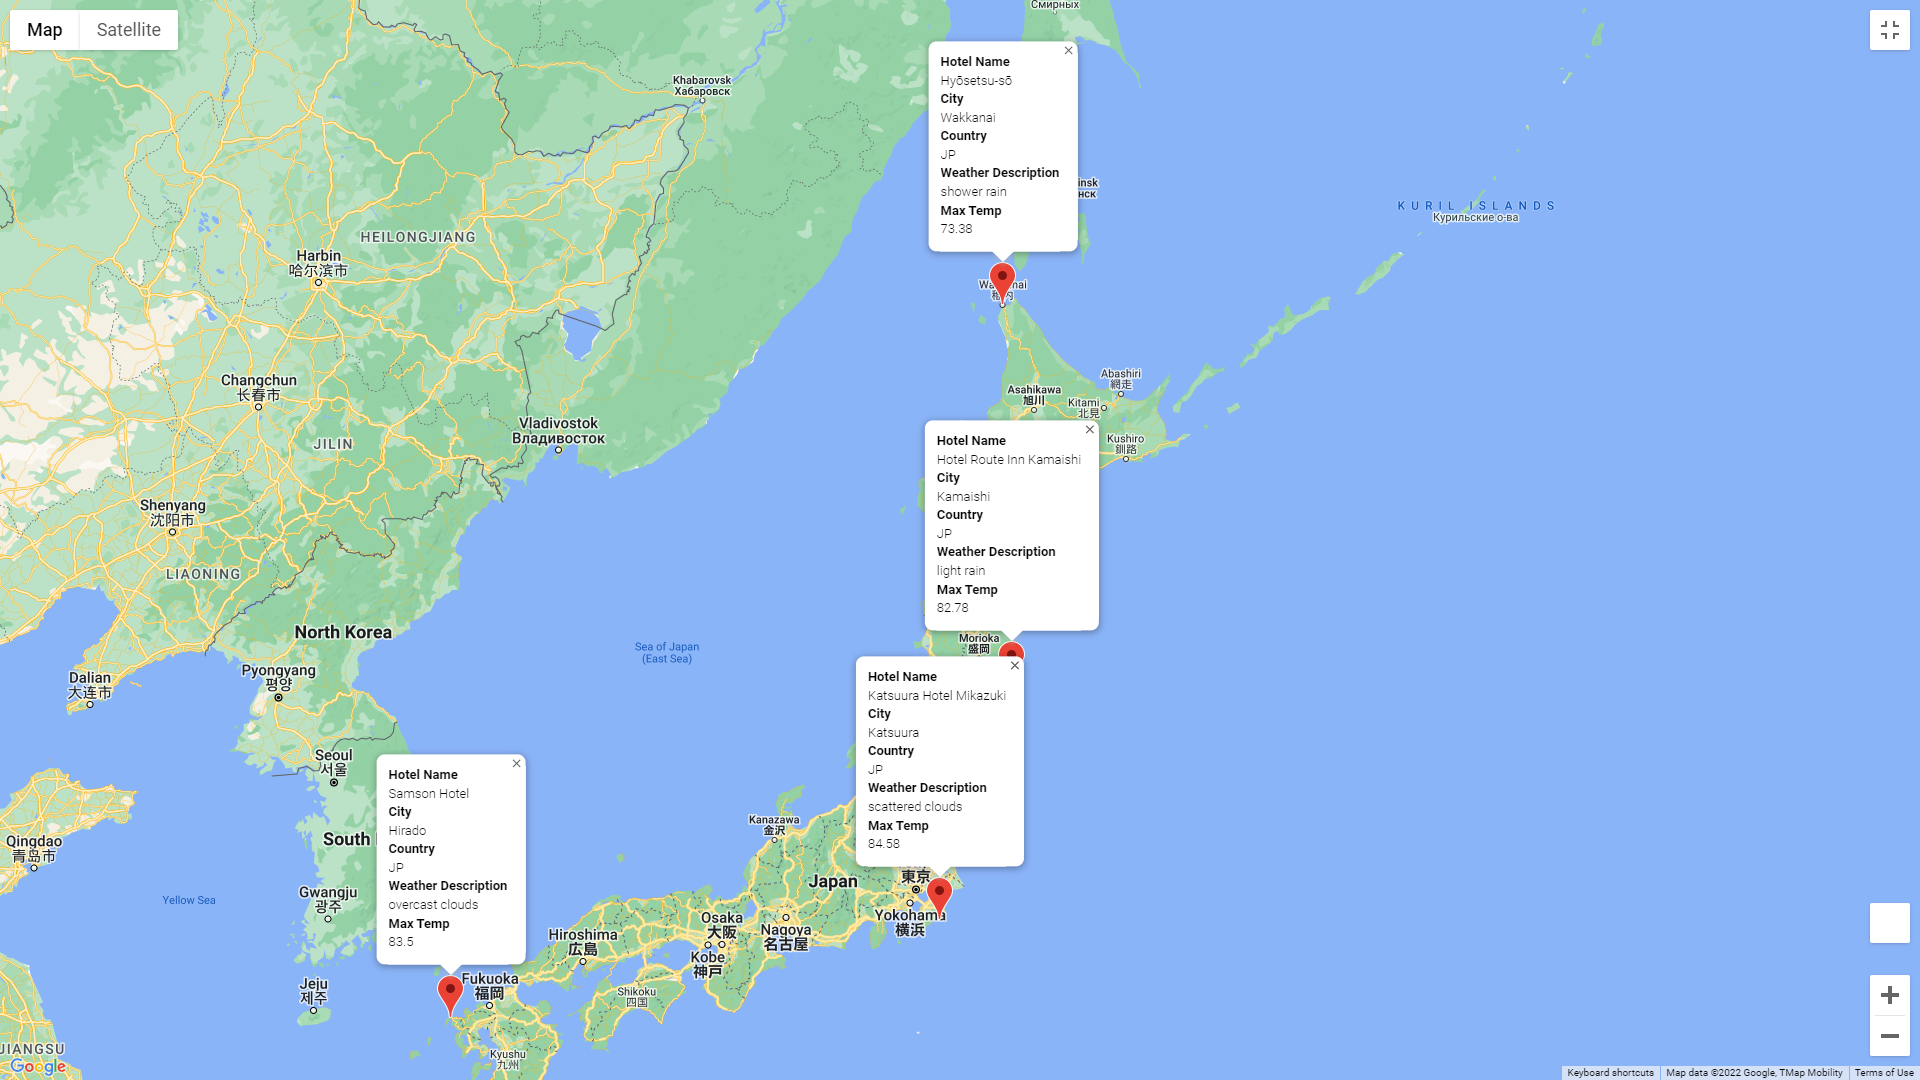 Map
Satellite
Смирных
Khabarovsk
Хабаровск
Hotel Name
Hyōsetsu-sō
City
Wakkanai
Country
JP
Weather Description
shower rain
Max Temp
73.38
insk
нск
KURIL ISLANDS
Курильские о-ва
HEILONGJIANG
Harbin
哈尔滨市
Changchun
长春市
Abashiri
網走
Asahikawa
旭川
Kitami
北見
Kushiro
釧路
Vladivostok
Владивосток
JILIN
Hotel Name
Hotel Route Inn Kamaishi
City
Kamaishi
Country
JP
Weather Description
light rain
Max Temp
82.78
Shenyang
沈阳市
LIAONING
North Korea
Sea of Japan
(East Sea)
Morioka
盛岡
Pyongyang
평양
Dalian
大连市
Hotel Name
Katsuura Hotel Mikazuki
City
Katsuura
Country
JP
Weather Description
scattered clouds
Max Temp
84.58
Seoul
서울
Hotel Name
Samson Hotel
City
Hirado
Country
JP
Weather Description
overcast clouds
Max Temp
83.5
Kanazawa
金沢
Qingdao
青岛市
South
Japan
東京
Yellow Sea
Gwangju
광주
Yokohama
横浜
Osaka
大阪
Nagoya
名古屋
Hiroshima
広島
Kobe
神戸
Fukuoka
福岡
Jeju
제주
Shikoku
四国
Kyushu
九州
JIANGSU
Google
Keyboard shortcuts
Map data ©2022 Google, TMap Mobility
Terms of Use